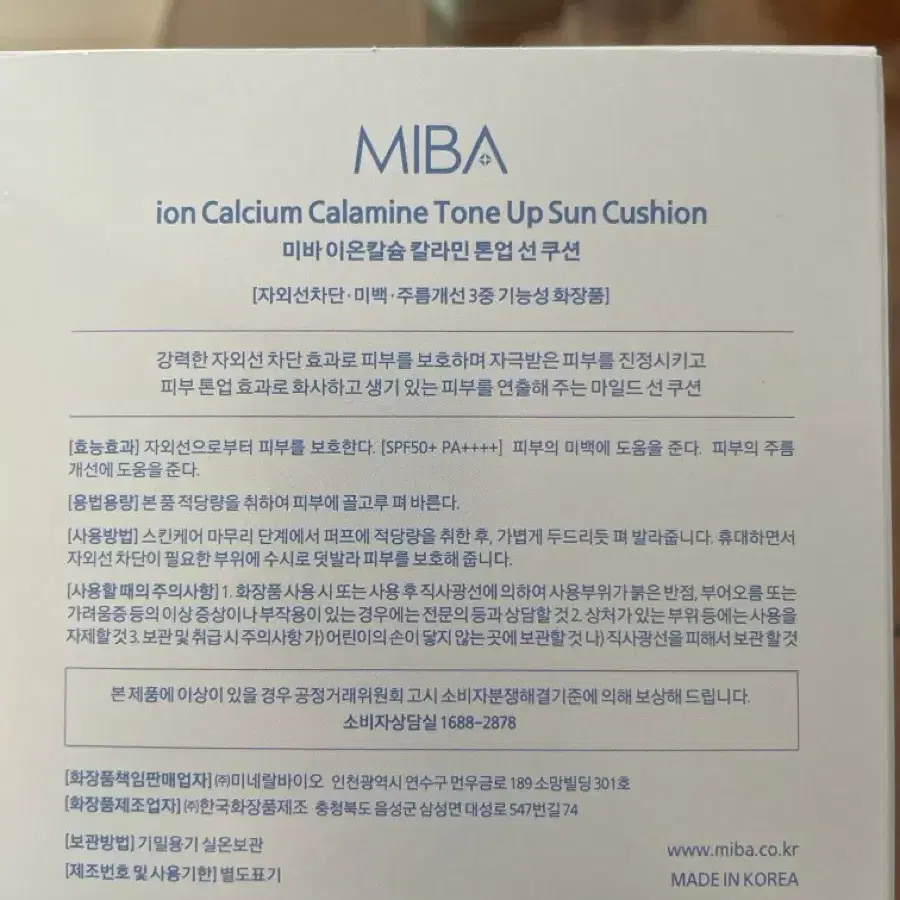 MIBA
ion Calcium Calamine Tone Up Sun Cushion
미바 이온칼슘 칼라민 톤업 선 쿠션
[자외선차단·미백·주름개선 3중 기능성 화장품]
강력한 자외선 차단 효과로 피부를 보호하며 자극받은 피부를 진정시키고
피부 톤업 효과로 화사하고 생기 있는 피부를 연출해 주는 마일드 선 쿠션
[효능효과] 자외선으로부터 피부를 보호한다. [SPF50+ PA++++] 피부의 미백에 도움을 준다. 피부의 주름
개선에 도움을 준다.
[용법용량] 본 품 적당량을 취하여 피부에 골고루 펴 바른다.
[사용방법] 스킨케어 마무리 단계에서 퍼프에 적당량을 취한 후, 가볍게 두드리듯 펴 발라줍니다. 휴대하면서
자외선 차단이 필요한 부위에 수시로 덧발라 피부를 보호해 줍니다.
[사용할 때의 주의사항] 1. 화장품 사용 시 또는 사용 후 직사광선에 의하여 사용부위가 붉은 반점, 부어오름 또는
가려움증 등의 이상 증상이나 부작용이 있는 경우에는 전문의 등과 상담할 것 2. 상처가 있는 부위 등에는 사용을
자제할 것 3. 보관 및 취급 시 주의사항 가) 어린이의 손이 닿지 않는 곳에 보관할 것 나) 직사광선을 피해서 보관 할 것
본 제품에 이상이 있을 경우 공정거래위원회 고시 소비자분쟁해결기준에 의해 보상해 드립니다.
소비자상담실 1688-2878
[화장품책임판매업자] ㈜미네랄바이오 인천광역시 연수구 먼우금로 189 소망빌딩 301호
[화장품제조업자] ㈜한국화장품제조 충청북도 음성군 삼성면 대성로 547번길 74
[보관방법] 기밀용기 실온보관
[제조번호 및 사용기한] 별도표기
www.miba.co.kr
MADE IN KOREA